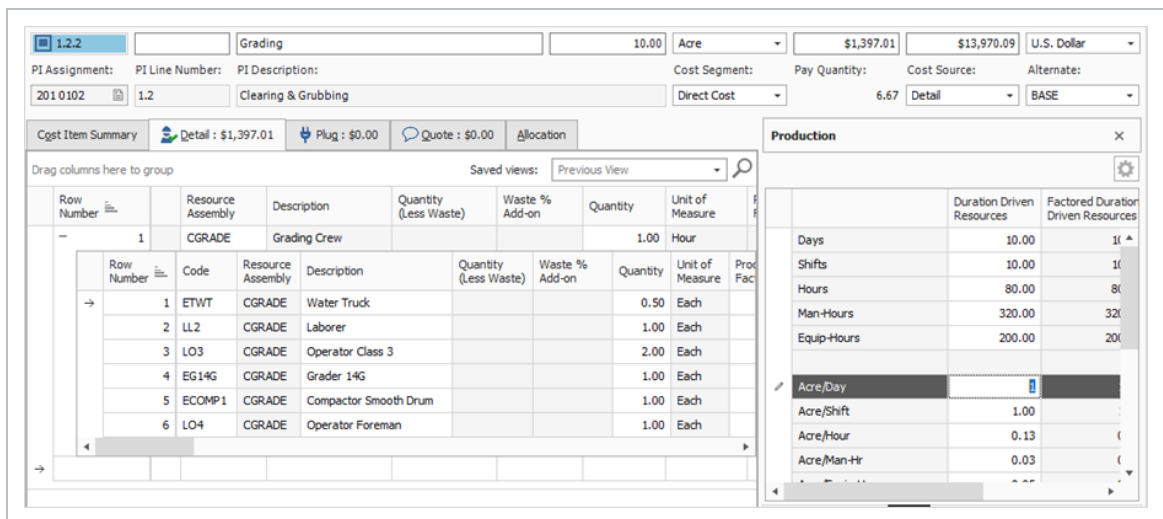 1.2.2 Grading 10.00 Acre $1,397.01 $13,970.09 U.S. Dollar
PI Assignment: PI Line Number: PI Description: Cost Segment: Pay Quantity: Cost Source: Alternate:
201 0102 1.2 Clearing & Grubbing Direct Cost 6.67 Detail BASE
Cost Item Summary Detail : $1,397.01 Plug : $0.00 Quote : $0.00 Allocation
Production
Drag columns here to group Saved views: Previous View
Row Number Resource Assembly Description Quantity (Less Waste) Waste % Add-on Quantity Unit of Measure
1 CGRADE Grading Crew 1.00 Hour
Row Number Code Resource Assembly Description Quantity (Less Waste) Waste % Add-on Quantity Unit of Measure
1 ETWT CGRADE Water Truck 0.50 Each
2 LL2 CGRADE Laborer 1.00 Each
3 LO3 CGRADE Operator Class 3 2.00 Each
4 EG14G CGRADE Grader 14G 1.00 Each
5 ECOMP1 CGRADE Compactor Smooth Drum 1.00 Each
6 LO4 CGRADE Operator Foreman 1.00 Each
Duration Driven Resources Factored Duration Driven Resources
Days 10.00
Shifts 10.00
Hours 80.00
Man-Hours 320.00
Equip-Hours 200.00
Acre/Day 1
Acre/Shift 1.00
Acre/Hour 0.13
Acre/Man-Hr 0.03